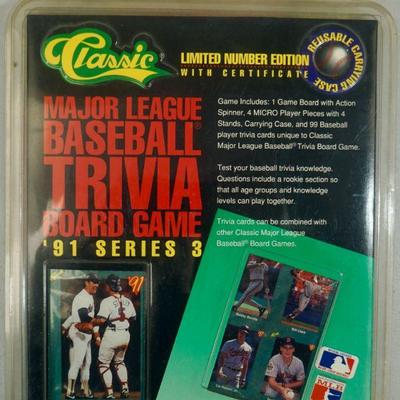 Classic
LIMITED NUMBER EDITION
WITH CERTIFICATE
REUSABLE CARRYING CASE
MAJOR LEAGUE
BASEBALL
TRIVIA
BOARD GAME
'91 SERIES 3
Game Includes: 1 Game Board with Action
Spinner, 4 MICRO Player Pieces with 4
Stands, Carrying Case, and 99 Baseball
player trivia cards unique to Classic
Major League Baseball® Trivia Board Game.
Test your baseball trivia knowledge.
Questions include a rookie section so
that all age groups and knowledge
levels can play together.
Trivia cards can be combined with
other Classic Major League
Baseball® Board Games.
'91
MLB